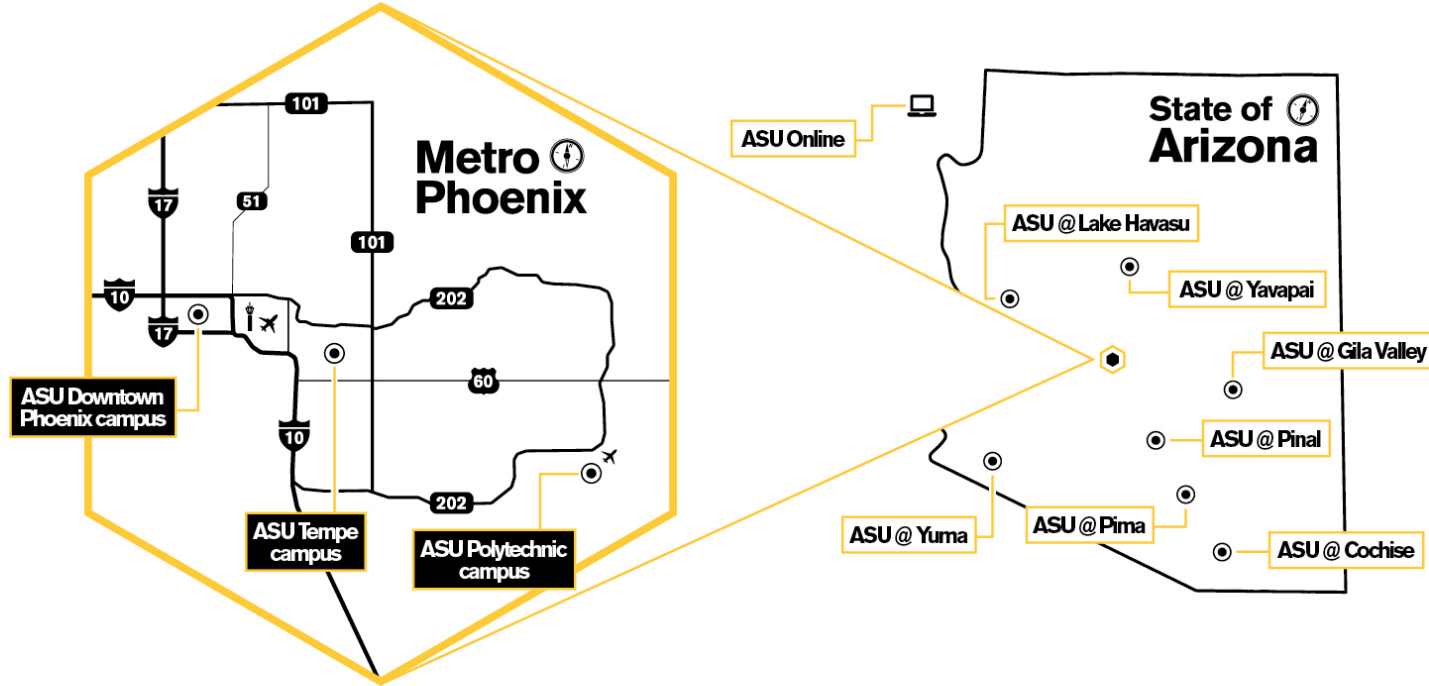 101
Metro
Phoenix
17
51
101
10
202
17
60
ASU Downtown
Phoenix campus
10
202
ASU Tempe
campus
ASU Polytechnic
campus
State of
Arizona
ASU Online
ASU @ Lake Havasu
ASU @ Yavapai
ASU @ Gila Valley
ASU @ Pinal
ASU @ Yuma
ASU @ Pima
ASU @ Cochise